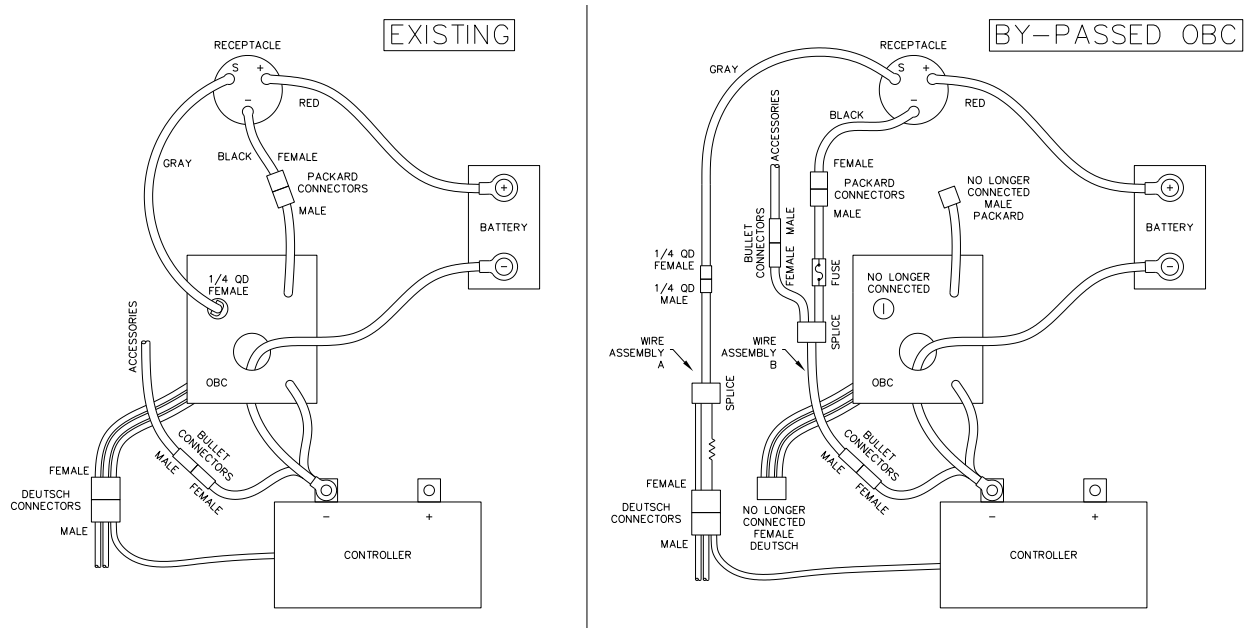 EXISTING
RECEPTACLE
S +
−
RED
GRAY
BLACK
FEMALE
PACKARD
CONNECTORS
MALE
+
BATTERY
−
1/4 QD
FEMALE
ACCESSORIES
OBC
BULLET
CONNECTORS
MALE
FEMALE
FEMALE
DEUTSCH
CONNECTORS
MALE
− +
CONTROLLER
BY-PASSED OBC
RECEPTACLE
S +
−
GRAY
RED
ACCESSORIES
BLACK
FEMALE
PACKARD
CONNECTORS
MALE
NO LONGER
CONNECTED
MALE
PACKARD
+
BATTERY
−
BULLET
CONNECTORS
MALE
FEMALE
1/4 QD
FEMALE
1/4 QD
MALE
FUSE
NO LONGER
CONNECTED
SPLICE
WIRE
ASSEMBLY
A
WIRE
ASSEMBLY
B
SPLICE
OBC
BULLET
CONNECTORS
MALE
FEMALE
FEMALE
DEUTSCH
CONNECTORS
MALE
NO LONGER
CONNECTED
FEMALE
DEUTSCH
− +
CONTROLLER